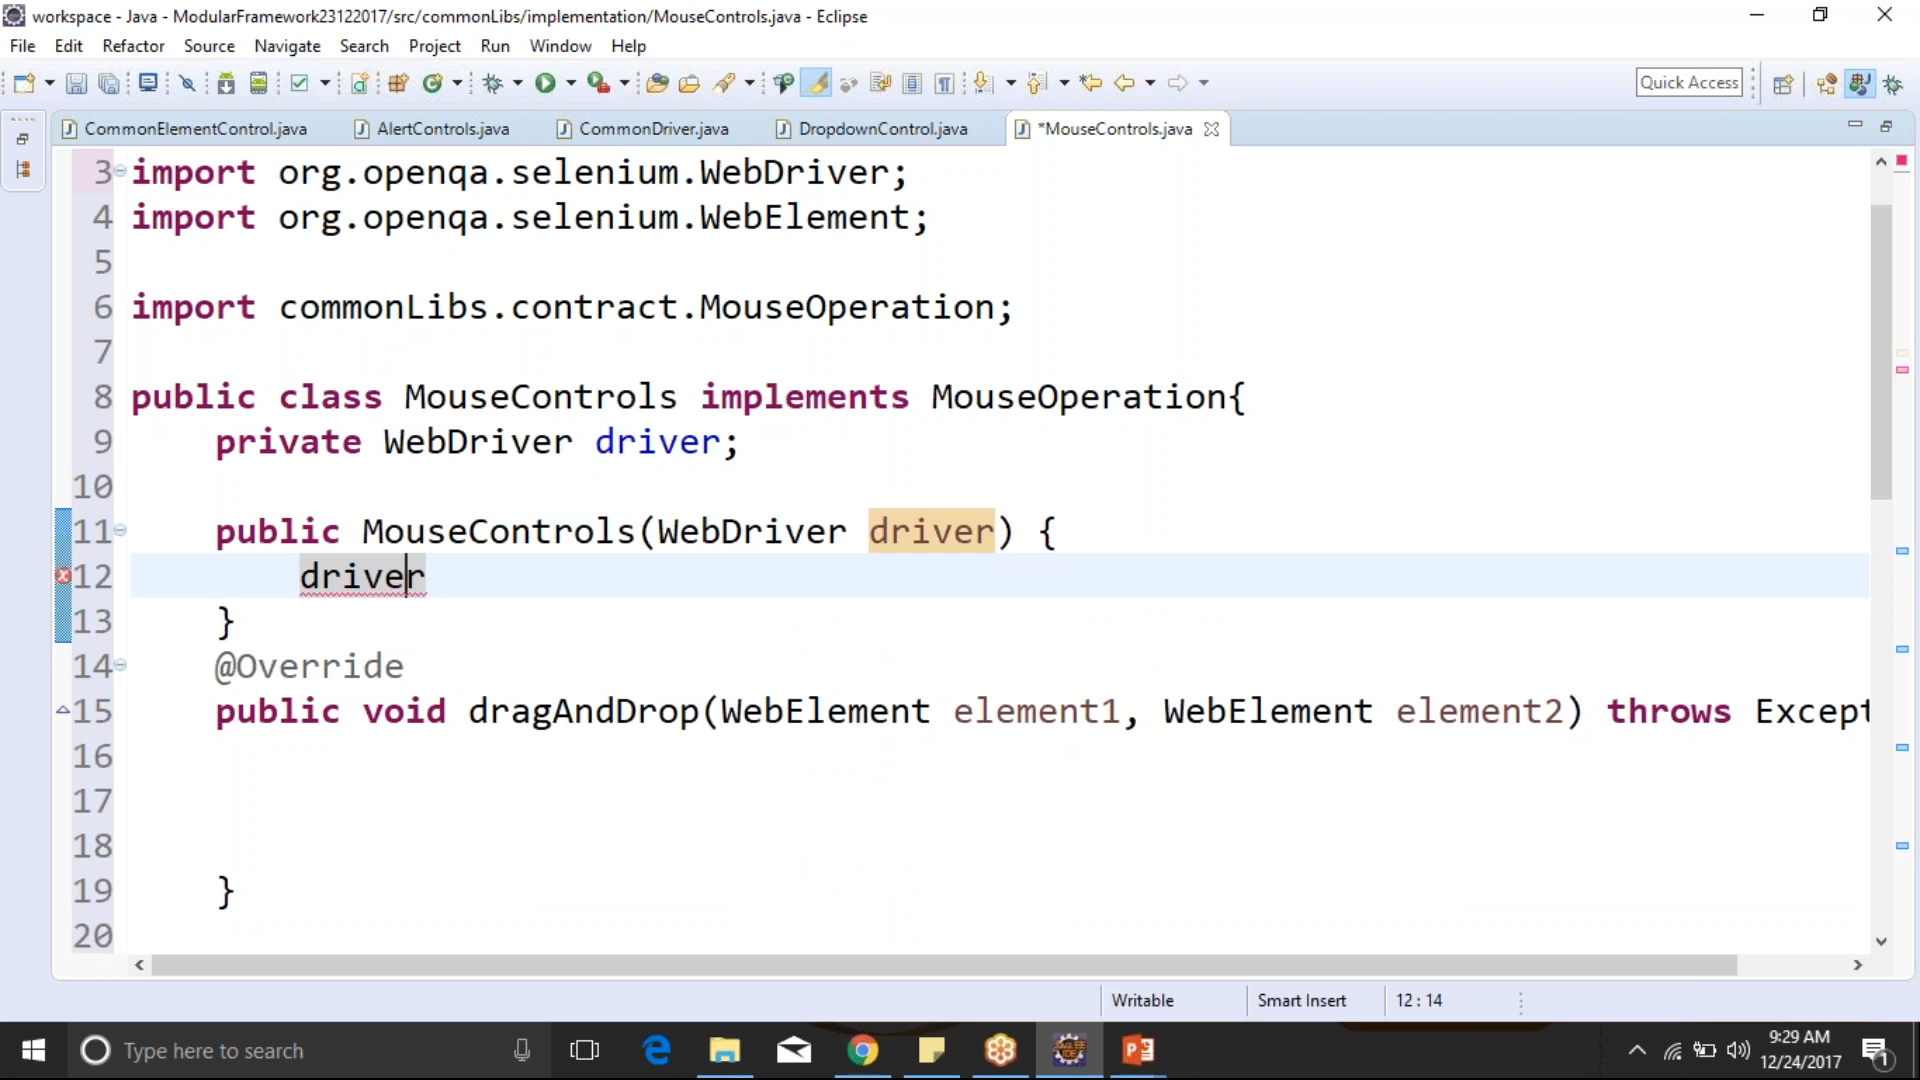 workspace - Java - ModularFramework23122017/src/commonLibs/implementation/MouseControls.java - Eclipse
File Edit Refactor Source Navigate Search Project Run Window Help
Quick Access
CommonElementControl.java AlertControls.java CommonDriver.java DropdownControl.java *MouseControls.java
3 import org.openqa.selenium.WebDriver;
4 import org.openqa.selenium.WebElement;
5
6 import commonLibs.contract.MouseOperation;
7
8 public class MouseControls implements MouseOperation{
9 private WebDriver driver;
10
11 public MouseControls(WebDriver driver) {
12 driver
13 }
14 @Override
15 public void dragAndDrop(WebElement element1, WebElement element2) throws Except
16
17
18
19 }
20
Writable Smart Insert 12 : 14
Type here to search
9:29 AM
12/24/2017
1